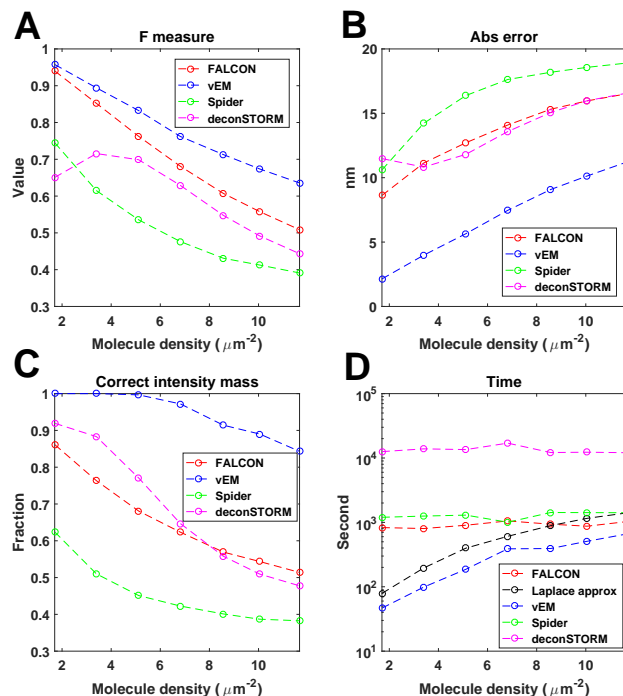 A
F measure
1
0.9
0.8
0.7
0.6
0.5
0.4
0.3
Value
FALCON
vEM
Spider
deconSTORM
2 4 6 8 10
Molecule density ( μm⁻²)
B
Abs error
20
15
10
5
0
nm
FALCON
vEM
Spider
deconSTORM
2 4 6 8 10
Molecule density ( μm⁻²)
C
Correct intensity mass
1
0.9
0.8
0.7
0.6
0.5
0.4
0.3
Fraction
FALCON
vEM
Spider
deconSTORM
2 4 6 8 10
Molecule density ( μm⁻²)
D
Time
10⁵
10⁴
10³
10²
10¹
Second
FALCON
Laplace approx
vEM
Spider
deconSTORM
2 4 6 8 10
Molecule density ( μm⁻²)